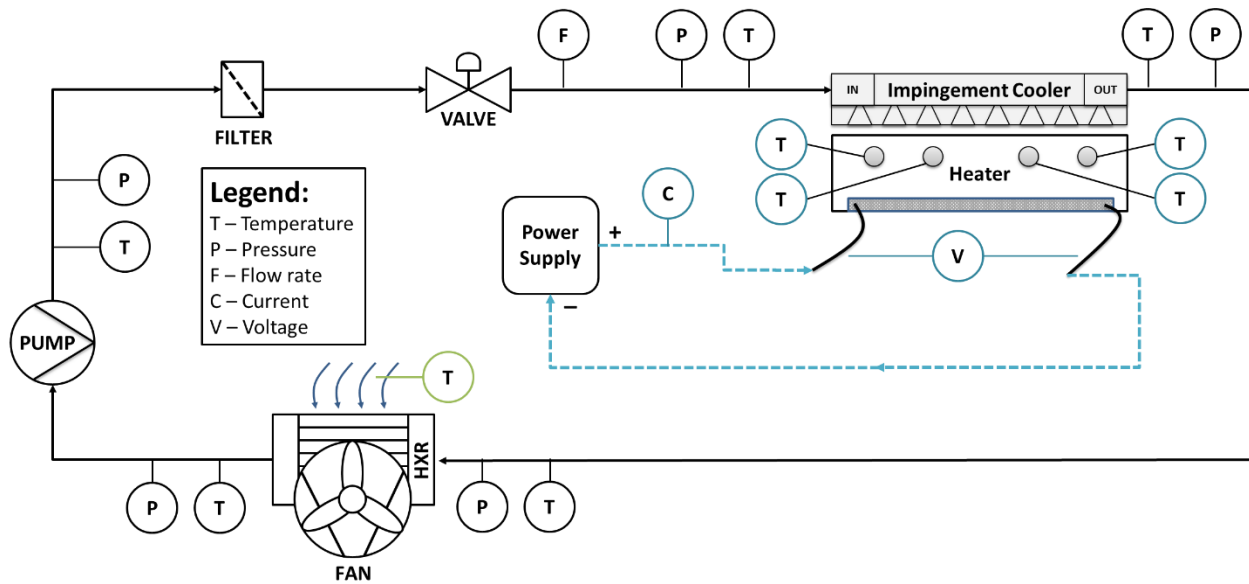 F
P
T
T
P
IN
Impingement Cooler
OUT
VALVE
FILTER
P
T
Legend:
T – Temperature
P – Pressure
F – Flow rate
C – Current
V – Voltage
T
T
Heater
T
T
C
Power
Supply
+
–
V
PUMP
T
HXR
P
T
P
T
FAN